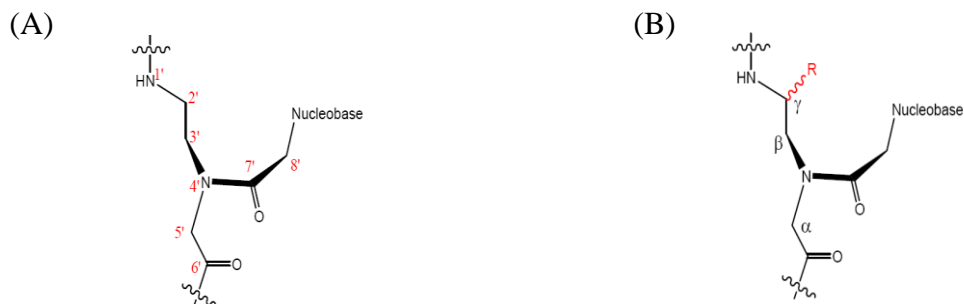 (A)
HN
1'
2'
Nucleobase
3'
7'
8'
N
4'
O
5'
6'
O
(B)
HN
R
γ
Nucleobase
β
N
O
α
O